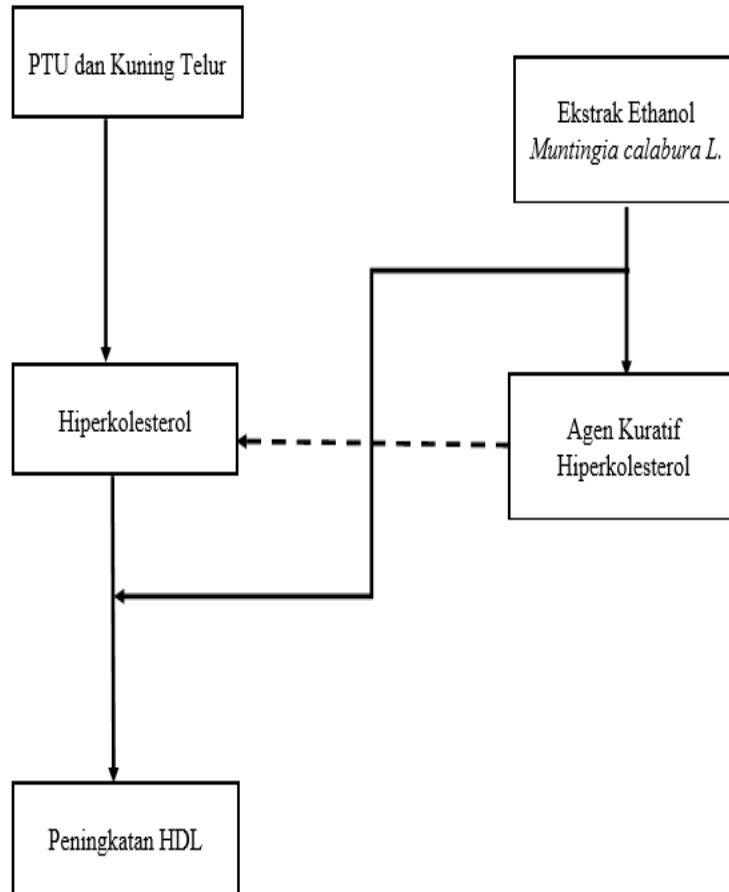 PTU dan Kuning Telur
Ekstrak Ethanol
Muntingia calabura L.
Hiperkolesterol
Agen Kuratif
Hiperkolesterol
Peningkatan HDL